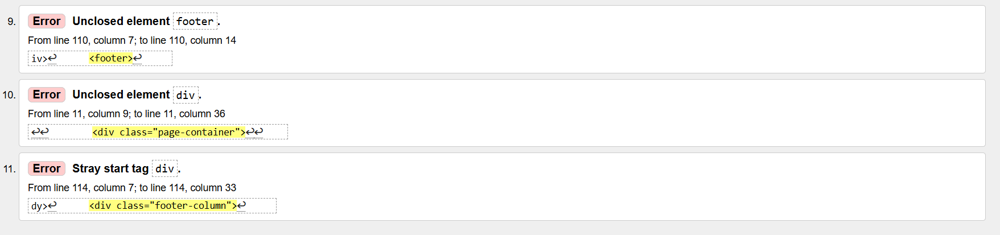 9. Error Unclosed element footer.
From line 110, column 7; to line 110, column 14
iv>↩ <footer>↩
10. Error Unclosed element div.
From line 11, column 9; to line 11, column 36
↩↩ <div class="page-container">↩↩
11. Error Stray start tag div.
From line 114, column 7; to line 114, column 33
dy>↩ <div class="footer-column">↩